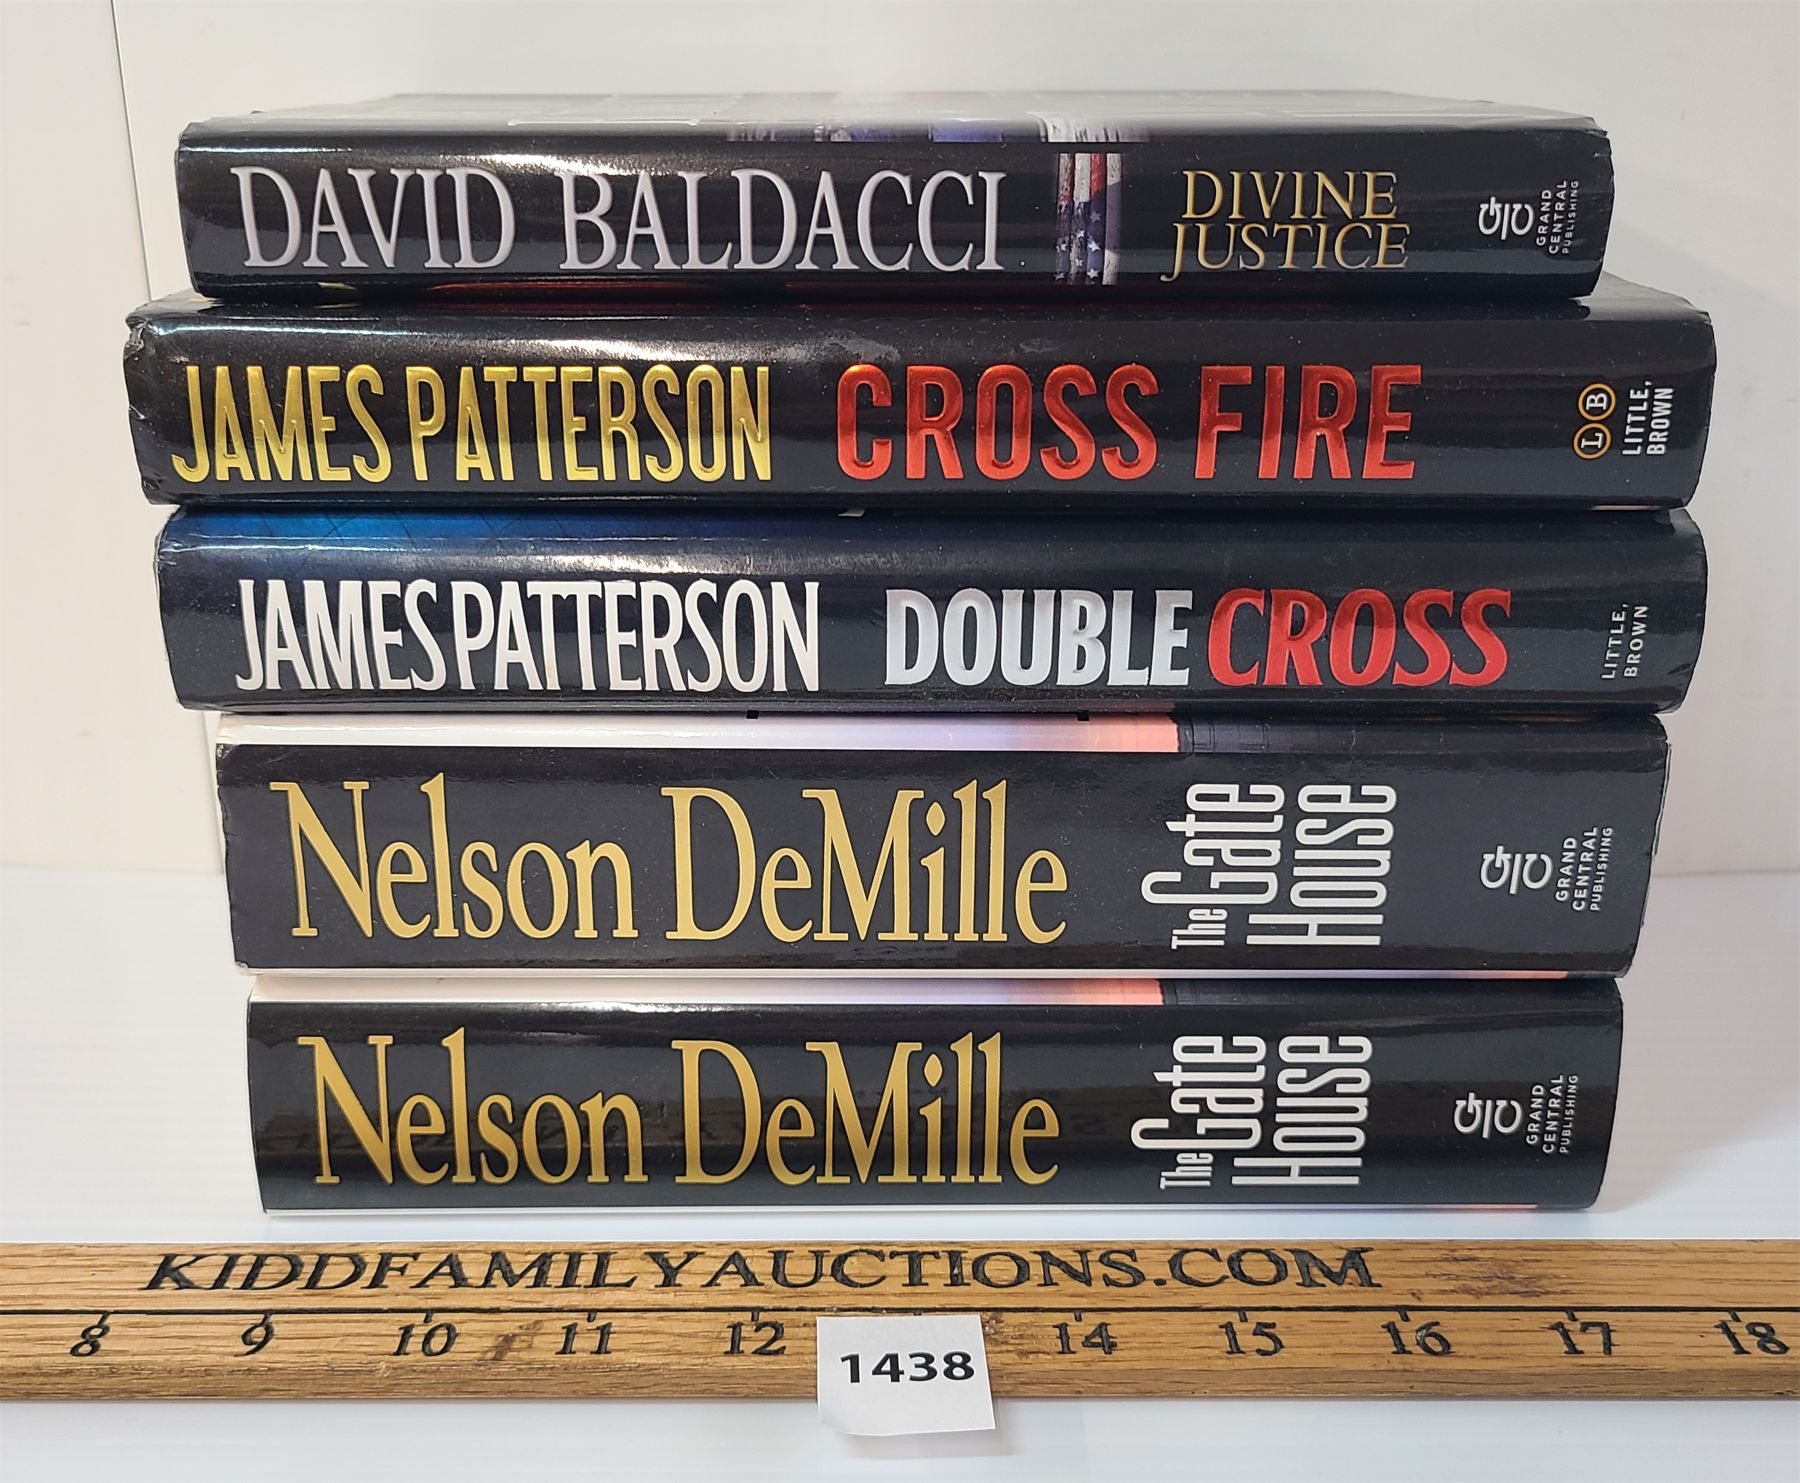 DAVID BALDACCI
DIVINE
JUSTICE
GC
GRAND
CENTRAL
PUBLISHING
JAMES PATTERSON
CROSS FIRE
LB
LITTLE,
BROWN
JAMES PATTERSON
DOUBLE CROSS
LITTLE,
BROWN
Nelson DeMille
The Gate
House
GC
GRAND
CENTRAL
PUBLISHING
Nelson DeMille
The Gate
House
GC
GRAND
CENTRAL
PUBLISHING
KIDDFAMILYAUCTIONS.COM
8 9 10 11 12 14 15 16 17 18
1438